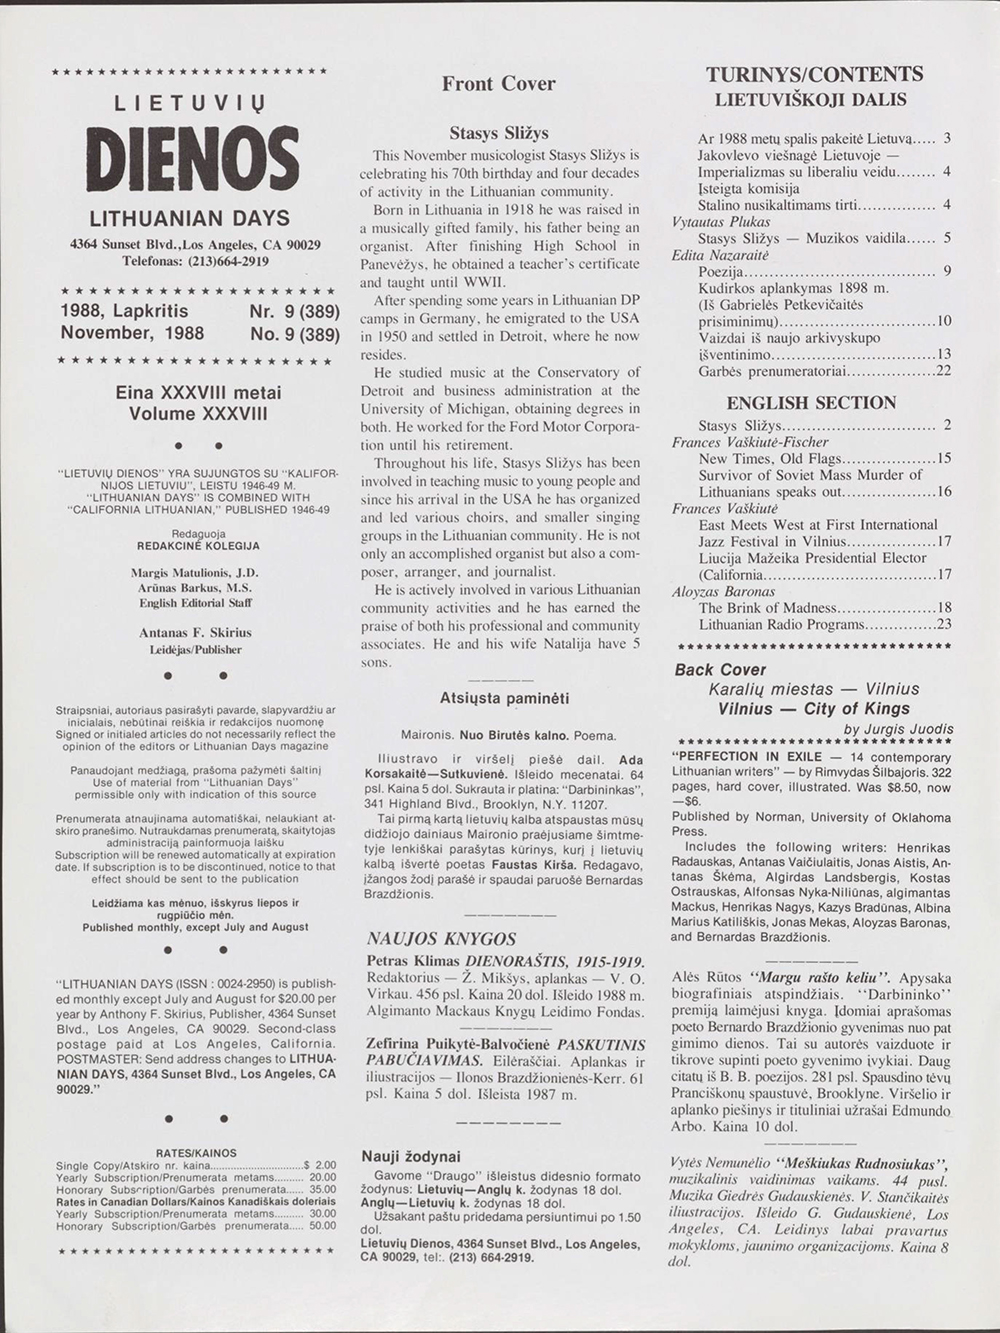 LIETUVIŲ
DIENOS
LITHUANIAN DAYS
4364 Sunset Blvd.,Los Angeles, CA 90029
Telefonas: (213)664-2919
1988, Lapkritis Nr. 9 (389)
November, 1988 No. 9 (389)
Eina XXXVIII metai
Volume XXXVIII
"LIETUVIŲ DIENOS" YRA SUJUNGTOS SU "KALIFOR-
NIJOS LIETUVIU", LEISTU 1946-49 M.
"LITHUANIAN DAYS" IS COMBINED WITH
"CALIFORNIA LITHUANIAN," PUBLISHED 1946-49
Redaguoja
REDAKCINĖ KOLEGIJA
Margis Matulionis, J.D.
Arūnas Barkus, M.S.
English Editorial Staff
Antanas F. Skirius
Leidėjas/Publisher
Straipsniai, autoriaus pasirašyti pavarde, slapyvardžiu ar
inicialais, nebūtinai reiškia ir redakcijos nuomonę
Signed or initialed articles do not necessarily reflect the
opinion of the editors or Lithuanian Days magazine
Panaudojant medžiagą, prašoma pažymėti šaltinį
Use of material from "Lithuanian Days"
permissible only with indication of this source
Prenumerata atnaujinama automatiškai, nelaukiant at-
skiro pranešimo. Nutraukdamas prenumeratą, skaitytojas
administraciją painformuoja laišku
Subscription will be renewed automatically at expiration
date. If subscription is to be discontinued, notice to that
effect should be sent to the publication
Leidžiama kas mėnuo, išskyrus liepos ir
rugpiūčio mėn.
Published monthly, except July and August
"LITHUANIAN DAYS (ISSN : 0024-2950) is publish-
ed monthly except July and August for $20.00 per
year by Anthony F. Skirius, Publisher, 4364 Sunset
Blvd., Los Angeles, CA 90029. Second-class
postage paid at Los Angeles, California.
POSTMASTER: Send address changes to LITHUA-
NIAN DAYS, 4364 Sunset Blvd., Los Angeles, CA
90029."
RATES/KAINOS
Single Copy/Atskiro nr. kaina.....................$ 2.00
Yearly Subscription/Prenumerata metams......... 20.00
Honorary Subscription/Garbės prenumerata...... 35.00
Rates in Canadian Dollars/Kainos Kanadiškais doleriais
Yearly Subscription/Prenumerata metams......... 30.00
Honorary Subscription/Garbės prenumerata..... 50.00
Front Cover
Stasys Sližys
This November musicologist Stasys Sližys is
celebrating his 70th birthday and four decades
of activity in the Lithuanian community.
Born in Lithuania in 1918 he was raised in
a musically gifted family, his father being an
organist. After finishing High School in
Panevėžys, he obtained a teacher's certificate
and taught until WWII.
After spending some years in Lithuanian DP
camps in Germany, he emigrated to the USA
in 1950 and settled in Detroit, where he now
resides.
He studied music at the Conservatory of
Detroit and business administration at the
University of Michigan, obtaining degrees in
both. He worked for the Ford Motor Corpora-
tion until his retirement.
Throughout his life, Stasys Sližys has been
involved in teaching music to young people and
since his arrival in the USA he has organized
and led various choirs, and smaller singing
groups in the Lithuanian community. He is not
only an accomplished organist but also a com-
poser, arranger, and journalist.
He is actively involved in various Lithuanian
community activities and he has earned the
praise of both his professional and community
associates. He and his wife Natalija have 5
sons.
Atsiųsta paminėti
Maironis. Nuo Birutės kalno. Poema.
Iliustravo ir viršelį piešė dail. Ada
Korsakaitė—Sutkuvienė. Išleido mecenatai. 64
psl. Kaina 5 dol. Sukrauta ir platina: "Darbininkas",
341 Highland Blvd., Brooklyn, N.Y. 11207.
Tai pirmą kartą lietuvių kalba atspaustas mūsų
didžiojo dainiaus Maironio praėjusiame šimtme-
tyje lenkiškai parašytas kūrinys, kurį į lietuvių
kalbą išvertė poetas Faustas Kirša. Redagavo,
įžangos žodį parašė ir spaudai paruošė Bernardas
Brazdžionis.
NAUJOS KNYGOS
Petras Klimas DIENORAŠTIS, 1915-1919.
Redaktorius — Ž. Mikšys, aplankas — V. O.
Virkau. 456 psl. Kaina 20 dol. Išleido 1988 m.
Algimanto Mackaus Knygų Leidimo Fondas.
Zefirina Puikytė-Balvočienė PASKUTINIS
PABUČIAVIMAS. Eilėraščiai. Aplankas ir
iliustracijos — Ilonos Brazdžionienės-Kerr. 61
psl. Kaina 5 dol. Išleista 1987 m.
Nauji žodynai
Gavome "Draugo" išleistus didesnio formato
žodynus: Lietuvių—Anglų k. žodynas 18 dol.
Anglų—Lietuvių k. žodynas 18 dol.
Užsakant paštu pridedama persiuntimui po 1.50
dol.
Lietuvių Dienos, 4364 Sunset Blvd., Los Angeles,
CA 90029, tel:. (213) 664-2919.
TURINYS/CONTENTS
LIETUVIŠKOJI DALIS
Ar 1988 metų spalis pakeitė Lietuvą..... 3
Jakovlevo viešnagė Lietuvoje —
Imperializmas su liberaliu veidu........ 4
Įsteigta komisija
Stalino nusikaltimams tirti................ 4
Vytautas Plukas
Stasys Sližys — Muzikos vaidila...... 5
Edita Nazaraitė
Poezija....................................... 9
Kudirkos aplankymas 1898 m.
(Iš Gabrielės Petkevičaitės
prisiminimų)................................10
Vaizdai iš naujo arkivyskupo
įšventinimo..................................13
Garbės prenumeratoriai..................22
ENGLISH SECTION
Stasys Sližys................................ 2
Frances Vaškiutė-Fischer
New Times, Old Flags...................15
Survivor of Soviet Mass Murder of
Lithuanians speaks out...................16
Frances Vaškiutė
East Meets West at First International
Jazz Festival in Vilnius..................17
Liucija Mažeika Presidential Elector
(California....................................17
Aloyzas Baronas
The Brink of Madness....................18
Lithuanian Radio Programs..............23
Back Cover
Karalių miestas — Vilnius
Vilnius — City of Kings
by Jurgis Juodis
"PERFECTION IN EXILE — 14 contemporary
Lithuanian writers" — by Rimvydas Šilbajoris. 322
pages, hard cover, illustrated. Was $8.50, now
—$6.
Published by Norman, University of Oklahoma
Press.
Includes the following writers: Henrikas
Radauskas, Antanas Vaičiulaitis, Jonas Aistis, An-
tanas Škėma, Algirdas Landsbergis, Kostas
Ostrauskas, Alfonsas Nyka-Niliūnas, algimantas
Mackus, Henrikas Nagys, Kazys Bradūnas, Albina
Marius Katiliškis, Jonas Mekas, Aloyzas Baronas,
and Bernardas Brazdžionis.
Alės Rūtos "Margu rašto keliu". Apysaka
biografiniais atspindžiais. "Darbininko"
premiją laimėjusi knyga. Įdomiai aprašomas
poeto Bernardo Brazdžionio gyvenimas nuo pat
gimimo dienos. Tai su autorės vaizduote ir
tikrove supinti poeto gyvenimo įvykiai. Daug
citatų iš B. B. poezijos. 281 psl. Spausdino tėvų
Pranciškonų spaustuvė, Brooklyne. Viršelio ir
aplanko piešinys ir tituliniai užrašai Edmundo
Arbo. Kaina 10 dol.
Vytės Nemunėlio "Meškiukas Rudnosiukas",
muzikalinis vaidinimas vaikams. 44 pusl.
Muzika Giedrės Gudauskienės. V. Stančikaitės
iliustracijos. Išleido G. Gudauskienė, Los
Angeles, CA. Leidinys labai pravartus
mokykloms, jaunimo organizacijoms. Kaina 8
dol.